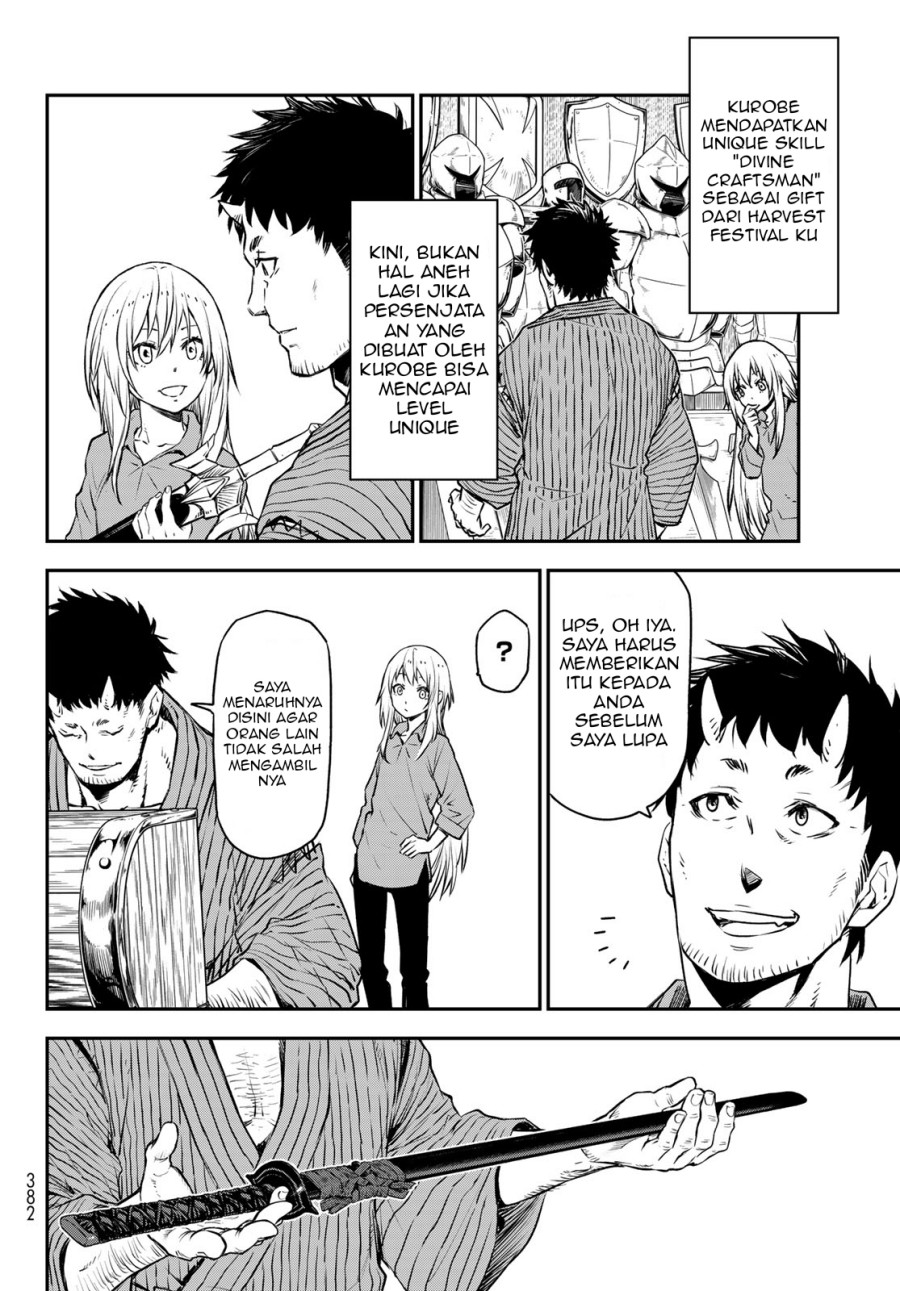 KUROBE
MENDAPATKAN
UNIQUE SKILL
"DIVINE
CRAFTSMAN"
SEBAGAI GIFT
DARI HARVEST
FESTIVAL KU
KINI, BUKAN
HAL ANEH
LAGI JIKA
PERSENJATA
AN YANG
DIBUAT OLEH
KUROBE BISA
MENCAPAI
LEVEL
UNIQUE
UPS, OH IYA.
SAYA HARUS
MEMBERIKAN
ITU KEPADA
ANDA
SEBELUM
SAYA LUPA
?
SAYA
MENARUHNYA
DISINI AGAR
ORANG LAIN
TIDAK SALAH
MENGAMBIL
NYA
382